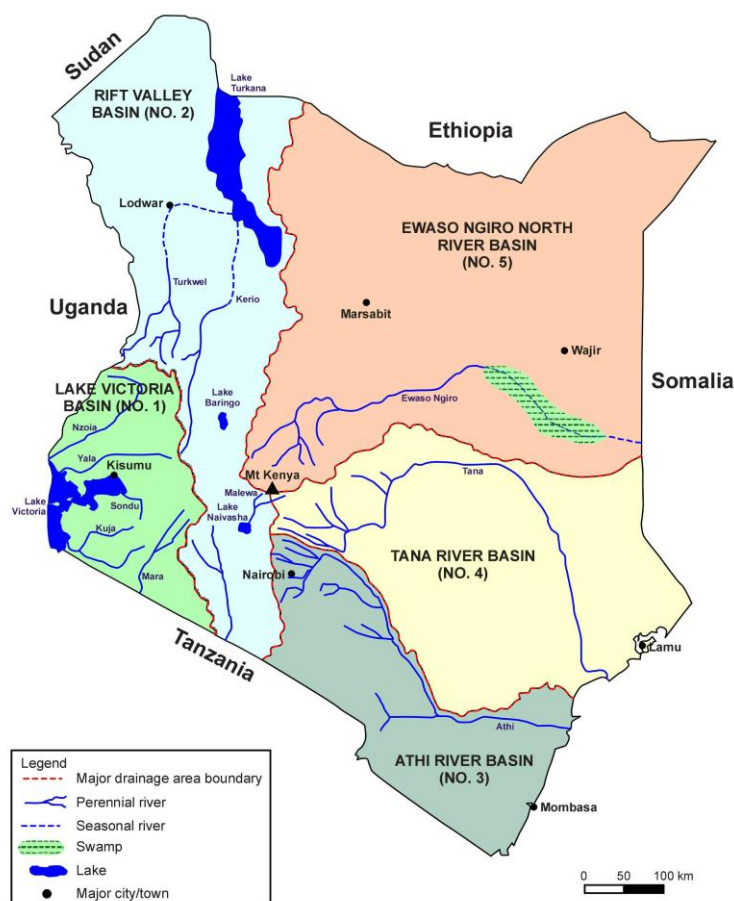 Sudan
Lake
Turkana
RIFT VALLEY
BASIN (NO. 2)
Ethiopia
Lodwar
EWASO NGIRO NORTH
RIVER BASIN
(NO. 5)
Turkwel
Kerio
Uganda
Marsabit
Wajir
Somalia
LAKE VICTORIA
BASIN (NO. 1)
Lake
Baringo
Ewaso Ngiro
Nzoia
Yala
Kisumu
Mt Kenya
Tana
Malewa
Lake
Victoria
Sondu
Lake
Naivasha
Kuja
TANA RIVER BASIN
(NO. 4)
Nairobi
Mara
Tanzania
Lamu
Athi
ATHI RIVER BASIN
(NO. 3)
Mombasa
Legend
Major drainage area boundary
Perennial river
Seasonal river
Swamp
Lake
Major city/town
0 50 100 km